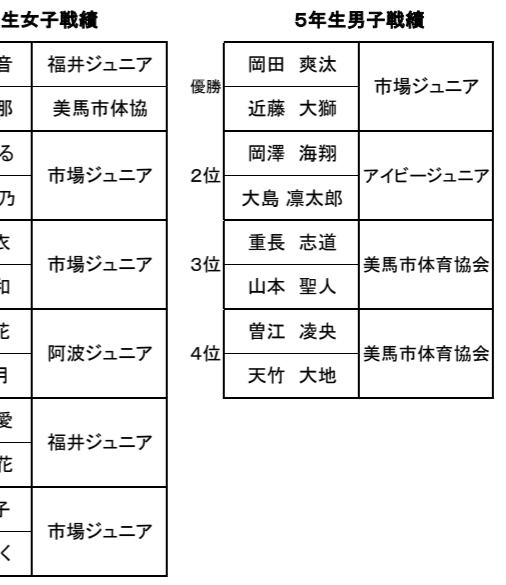 生女子戦績
音 福井ジュニア
那 美馬市体協
る
市場ジュニア
乃
衣
市場ジュニア
和
花
阿波ジュニア
月
愛
福井ジュニア
花
子
市場ジュニア
く
5年生男子戦績
優勝
岡田 爽汰
近藤 大獅
市場ジュニア
2位
岡澤 海翔
大島 凛太郎
アイビージュニア
3位
重長 志道
山本 聖人
美馬市体育協会
4位
曽江 凌央
天竹 大地
美馬市体育協会